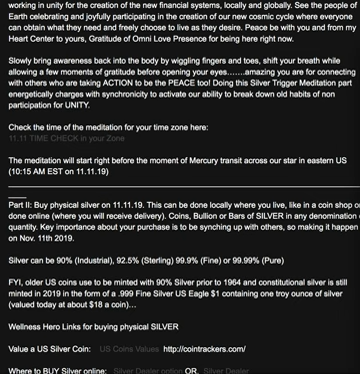 working in unity for the creation of the new financial systems, locally and globally. See the people of
Earth celebrating and joyfully participating in the creation of our new cosmic cycle where everyone
can obtain what they need and freely choose to live as they desire. Peace be with you and from my
Heart Center to yours, Gratitude of Omni Love Presence for being here right now.
Slowly bring awareness back into the body by wiggling fingers and toes, shift your breath while
allowing a few moments of gratitude before opening your eyes…….amazing you are for connecting
with others who are taking ACTION to be the PEACE too! Doing this Silver Trigger Meditation part
energetically charges with synchronicity to activate our ability to break down old habits of non
participation for UNITY.
Check the time of the meditation for your time zone here:
11:11 TIME CHECK in your Zone
The meditation will start right before the moment of Mercury transit across our star in eastern US
(10:15 AM EST on 11.11.19)
Part II: Buy physical silver on 11.11.19. This can be done locally where you live, like in a coin shop or
done online (where you will receive delivery). Coins, Bullion or Bars of SILVER in any denomination
quantity. Key importance about your purchase is to be synching up with others, so making it happen
on Nov. 11th 2019.
Silver can be 90% (Industrial), 92.5% (Sterling) 99.9% (Fine) or 99.99% (Pure)
FYI, older US coins use to be minted with 90% Silver prior to 1964 and constitutional silver is still
minted in 2019 in the form of a .999 Fine Silver US Eagle $1 containing one troy ounce of silver
(valued today at about $18 a coin)…
Wellness Hero Links for buying physical SILVER
Value a US Silver Coin: US Coins Values http://cointrackers.com/
Where to BUY Silver online: Silver Dealer option OR, Silver Dealer